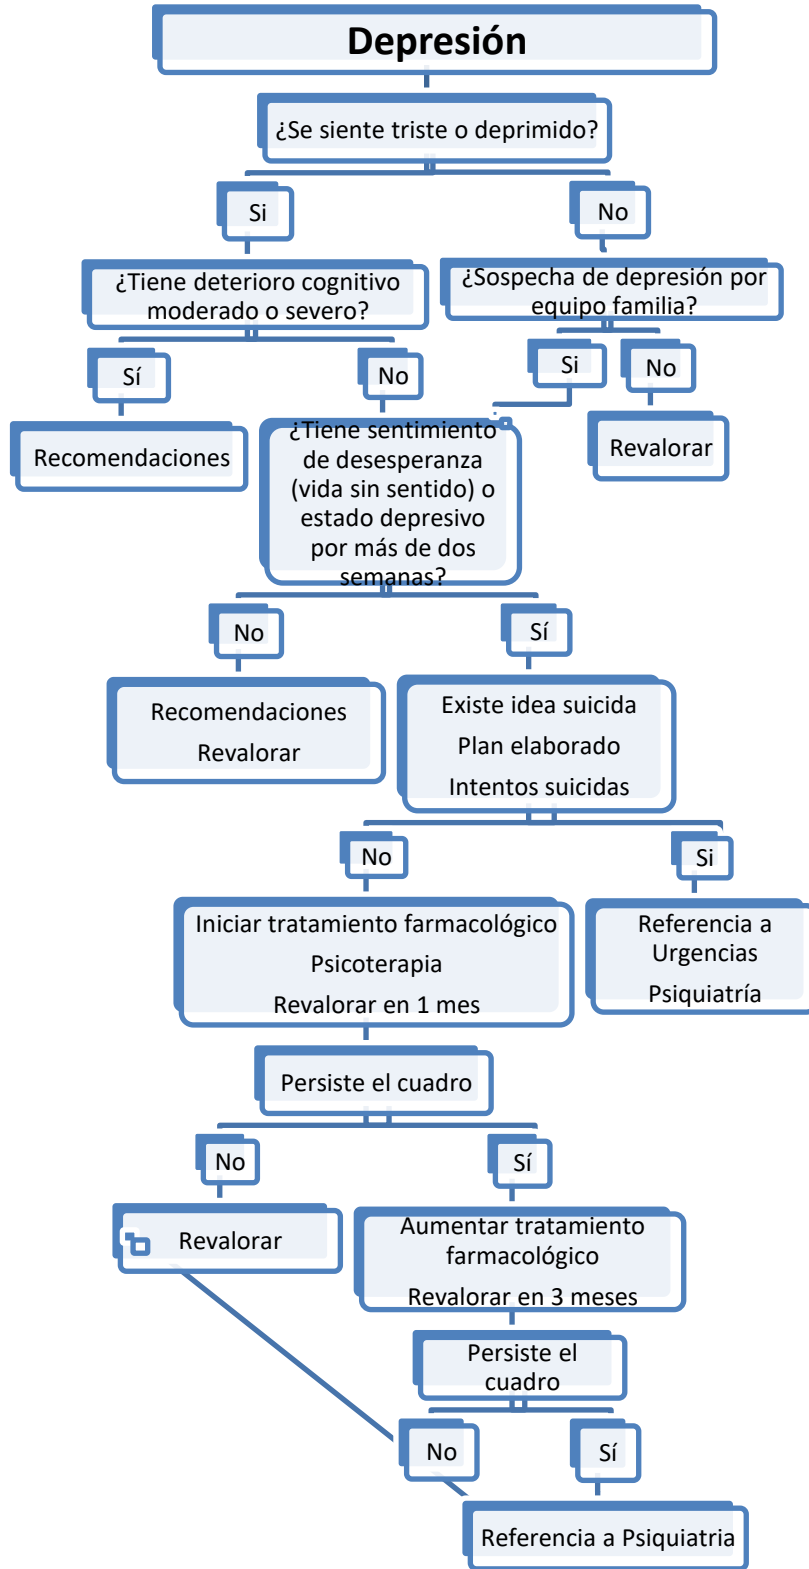 Depresión
¿Se siente triste o deprimido?
Si
No
¿Tiene deterioro cognitivo
moderado o severo?
¿Sospecha de depresión por
equipo familia?
Sí
No
Si
No
Recomendaciones
¿Tiene sentimiento
de desesperanza
(vida sin sentido) o
estado depresivo
por más de dos
semanas?
Revalorar
No
Sí
Recomendaciones
Revalorar
Existe idea suicida
Plan elaborado
Intentos suicidas
No
Si
Iniciar tratamiento farmacológico
Psicoterapia
Revalorar en 1 mes
Referencia a
Urgencias
Psiquiatría
Persiste el cuadro
No
Sí
Revalorar
Aumentar tratamiento
farmacológico
Revalorar en 3 meses
Persiste el
cuadro
No
Sí
Referencia a Psiquiatria